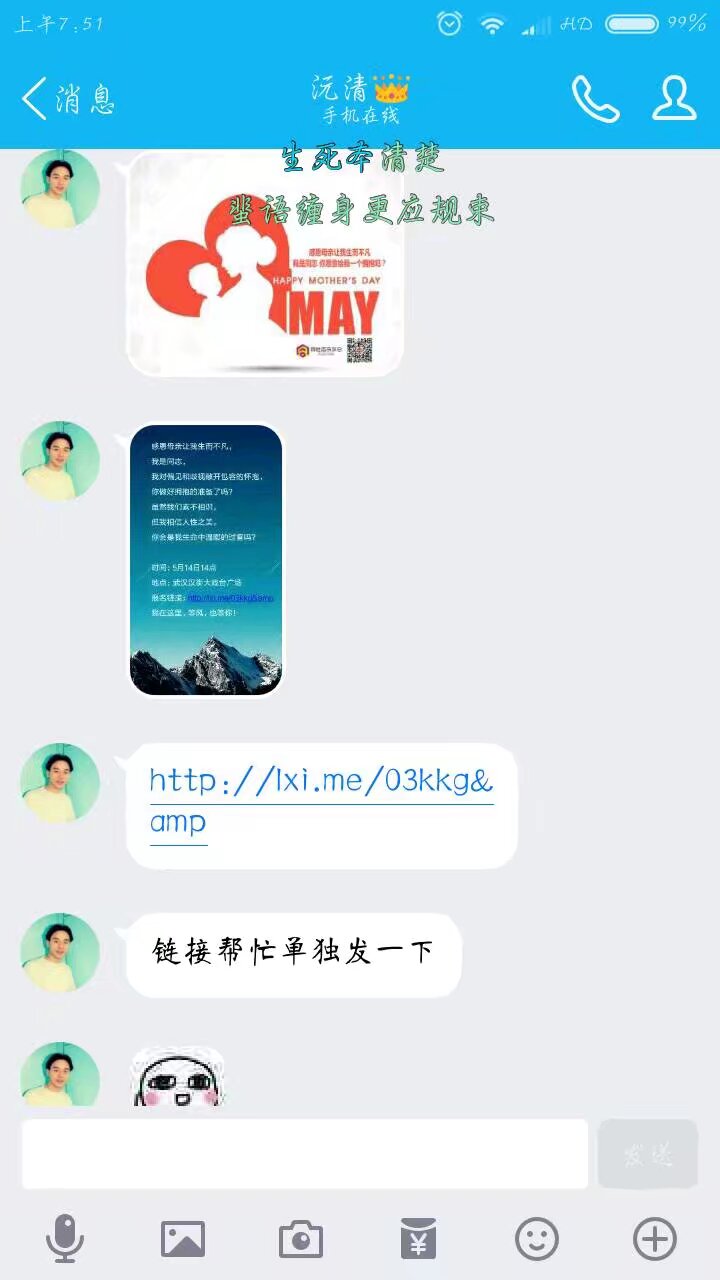 上午7:51
HD
99%
消息
沅清
手机在线
生死本清楚
蜚语缠身更应规束
感恩母亲让我生而不凡
我是同志 你愿意给我一个拥抱吗？
HAPPY MOTHER'S DAY
MAY
感恩母亲让我生而不凡，
我是同志，
我对偏见和歧视敞开包容的怀抱，
你做好拥抱的准备了吗？
虽然我们素不相识，
但我相信人性之美，
你会是我生命中温暖的过客吗？
时间：5月14日14点
地点：武汉汉街大戏台广场
报名链接：http://lxi.me/03kkg&amp
我在这里，等风，也等你！
http://lxi.me/03kkg&
amp
链接帮忙单独发一下
发送